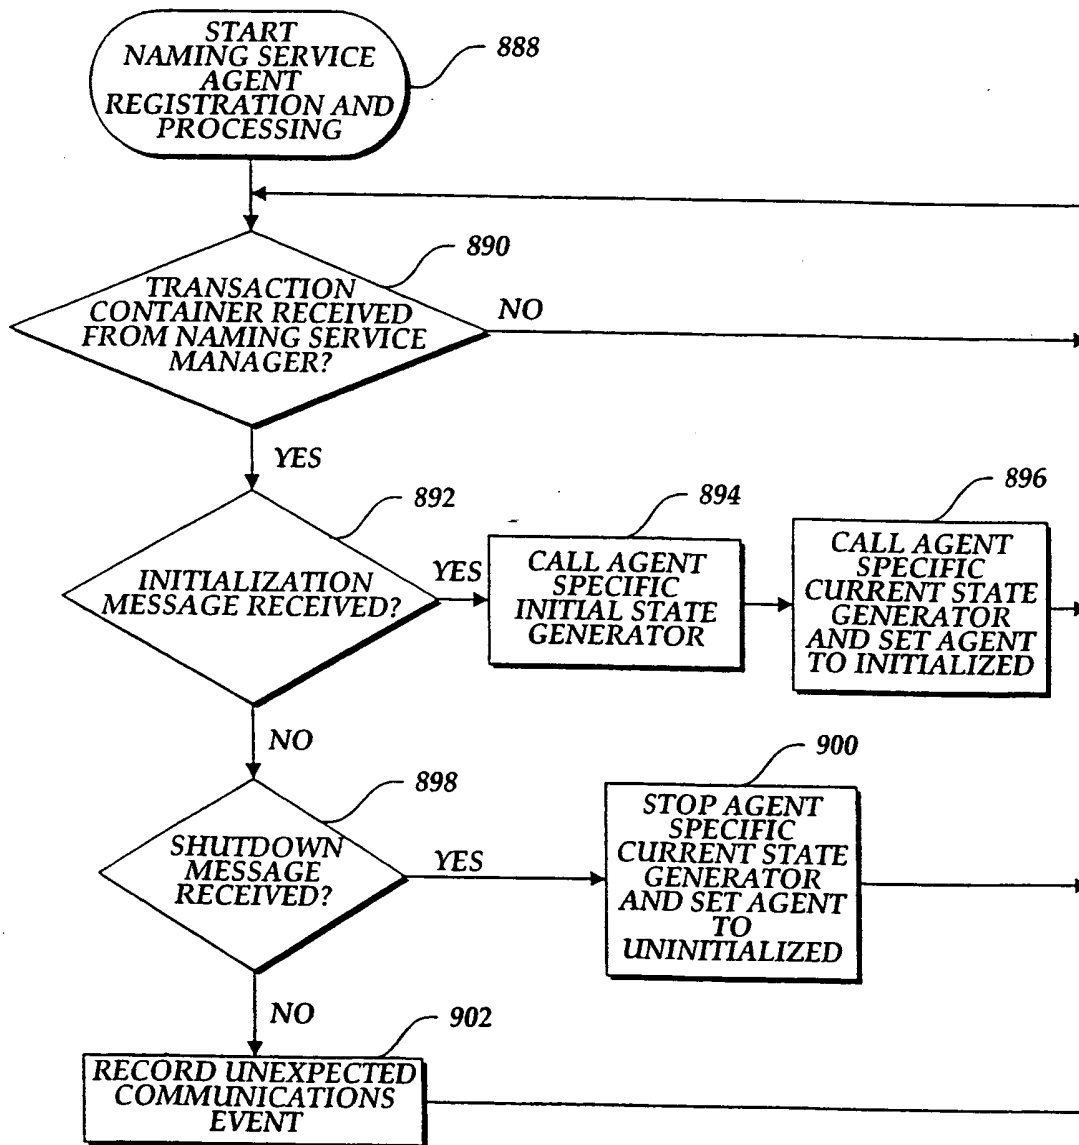 START
NAMING SERVICE
AGENT
REGISTRATION AND
PROCESSING
888
890
TRANSACTION
CONTAINER RECEIVED
FROM NAMING SERVICE
MANAGER?
NO
YES
892
INITIALIZATION
MESSAGE RECEIVED?
YES
894
CALL AGENT
SPECIFIC
INITIAL STATE
GENERATOR
896
CALL AGENT
SPECIFIC
CURRENT STATE
GENERATOR
AND SET AGENT
TO INITIALIZED
NO
898
SHUTDOWN
MESSAGE
RECEIVED?
YES
900
STOP AGENT
SPECIFIC
CURRENT STATE
GENERATOR
AND SET AGENT
TO
UNINITIALIZED
NO
902
RECORD UNEXPECTED
COMMUNICATIONS
EVENT